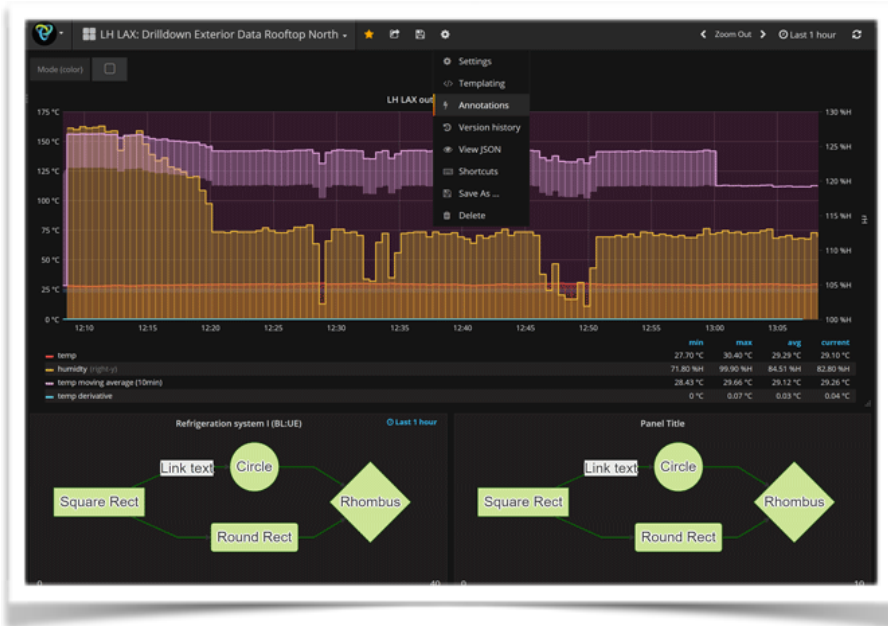 LH LAX: Drilldown Exterior Data Rooftop North
Zoom Out
Last 1 hour
Mode (color)
Settings
Templating
Annotations
Version history
View JSON
Shortcuts
Save As ...
Delete
LH LAX out
175 °C
150 °C
125 °C
100 °C
75 °C
50 °C
25 °C
0 °C
130 %H
125 %H
120 %H
115 %H
110 %H
105 %H
100 %H
12:10 12:15 12:20 12:25 12:30 12:35 12:40 12:45 12:50 12:55 13:00 13:05
min max avg current
temp 27.70 °C 30.40 °C 29.29 °C 29.10 °C
humidty (right-y) 71.80 %H 99.90 %H 84.51 %H 82.80 %H
temp moving average (10min) 28.43 °C 29.66 °C 29.12 °C 29.26 °C
temp derivative 0 °C 0.07 °C 0.03 °C 0.04 °C
Refrigeration system I (BL:UE)
Last 1 hour
Link text
Circle
Square Rect
Rhombus
Round Rect
Panel Title
Link text
Circle
Square Rect
Rhombus
Round Rect